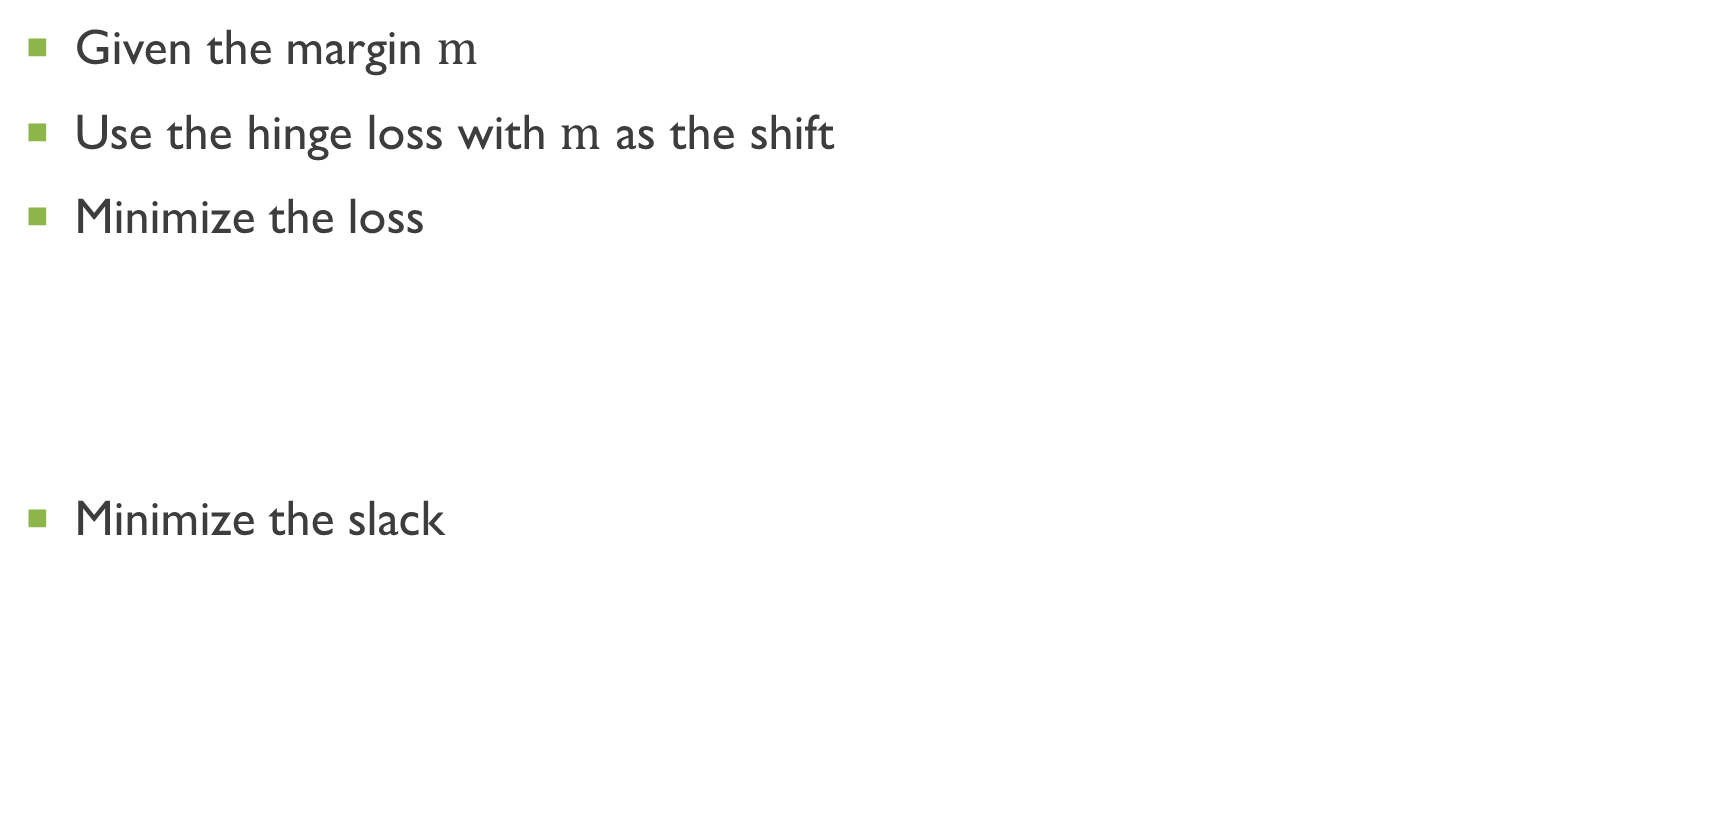 Given the margin m
Use the hinge loss with m as the shift
Minimize the loss
Minimize the slack